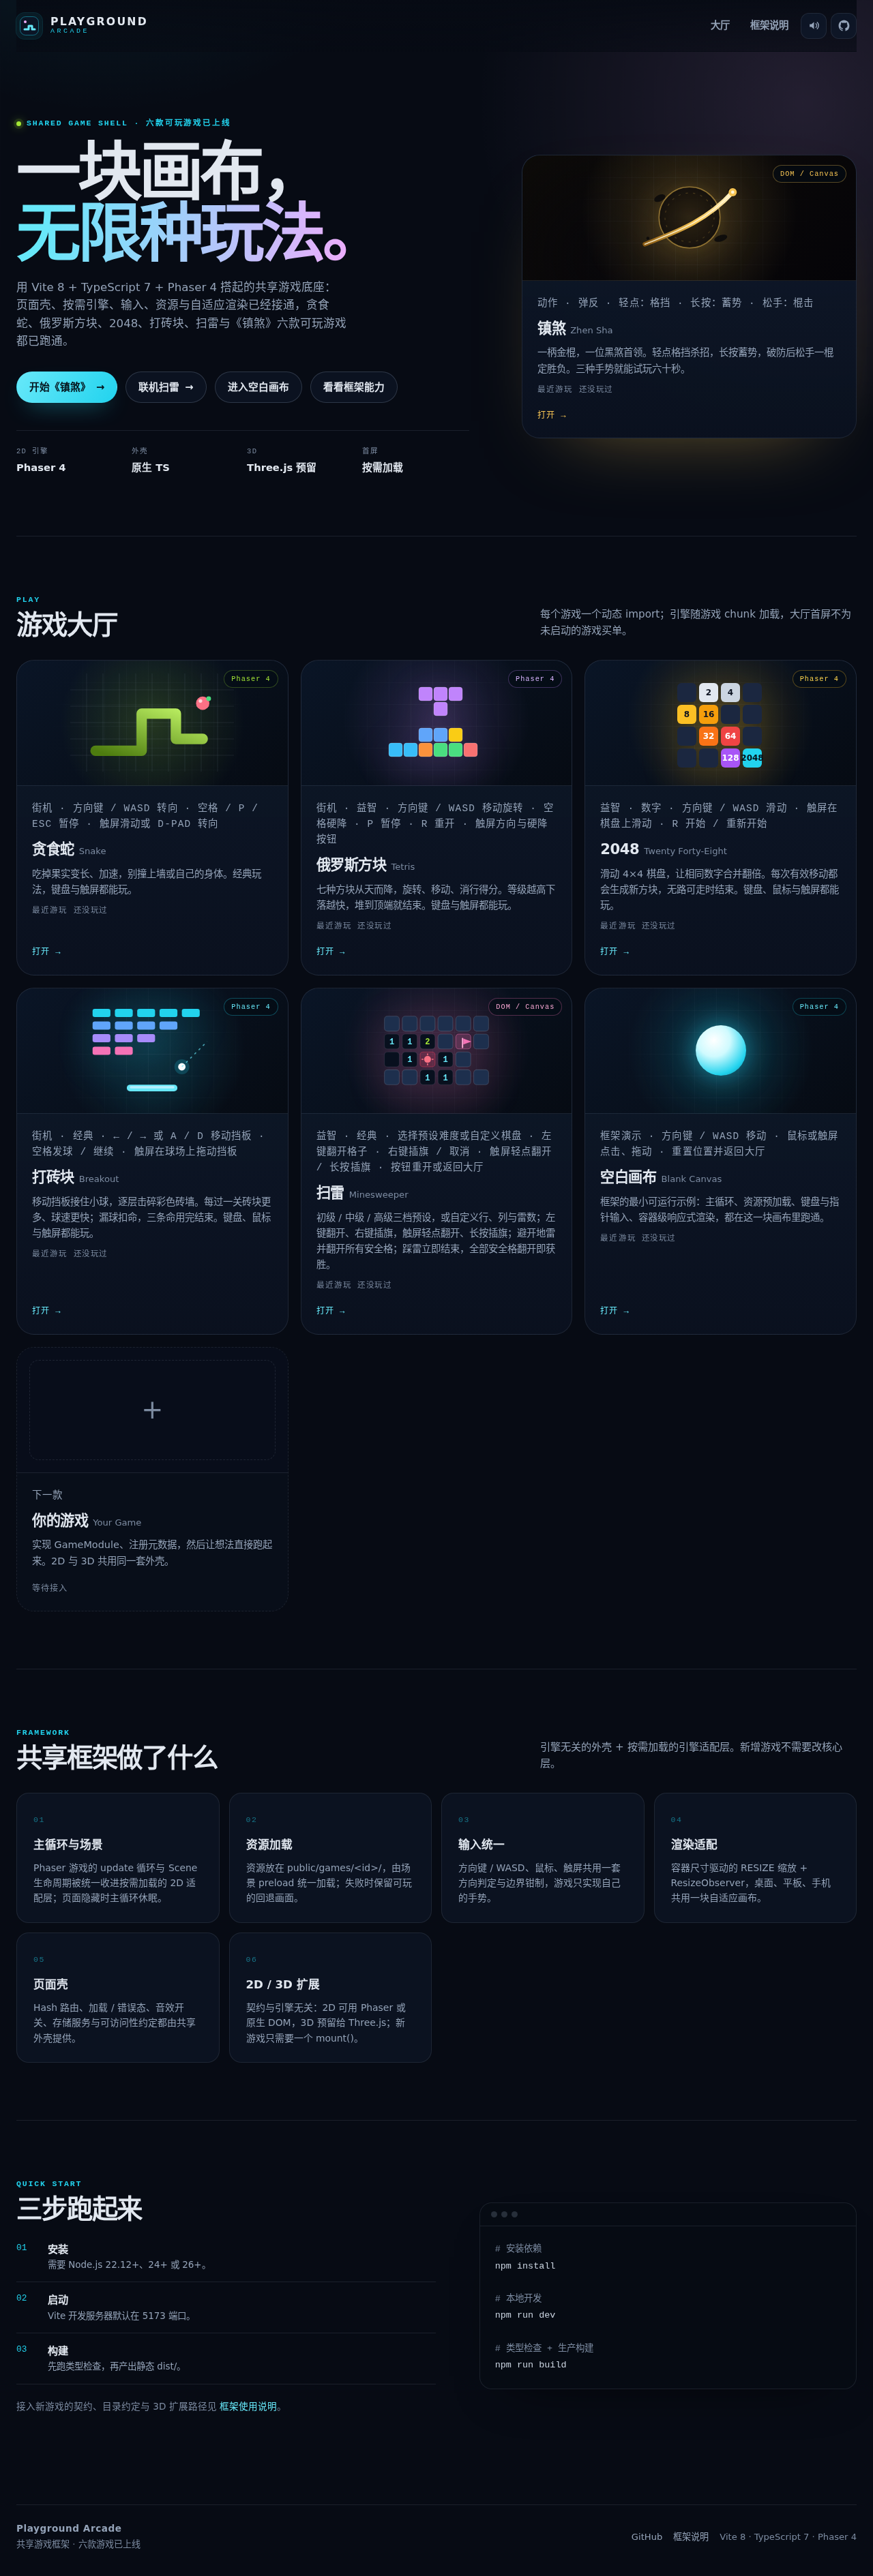 PLAYGROUND
ARCADE
大厅
框架说明
SHARED GAME SHELL · 六款可玩游戏已上线
一块画布，
无限种玩法。
用 Vite 8 + TypeScript 7 + Phaser 4 搭起的共享游戏底座：
页面壳、按需引擎、输入、资源与自适应渲染已经接通，贪食
蛇、俄罗斯方块、2048、打砖块、扫雷与《镇煞》六款可玩游戏
都已跑通。
开始《镇煞》 →
联机扫雷 →
进入空白画布
看看框架能力
2D 引擎
Phaser 4
外壳
原生 TS
3D
Three.js 预留
首屏
按需加载
DOM / Canvas
动作 · 弹反 · 轻点：格挡 · 长按：蓄势 · 松手：棍击
镇煞 Zhen Sha
一柄金棍，一位黑煞首领。轻点格挡杀招，长按蓄势，破防后松手一棍
定胜负。三种手势就能试玩六十秒。
最近游玩 还没玩过
打开 →
PLAY
游戏大厅
每个游戏一个动态 import；引擎随游戏 chunk 加载，大厅首屏不为
未启动的游戏买单。
Phaser 4
街机 · 方向键 / WASD 转向 · 空格 / P /
ESC 暂停 · 触屏滑动或 D-PAD 转向
贪食蛇 Snake
吃掉果实变长、加速，别撞上墙或自己的身体。经典玩
法，键盘与触屏都能玩。
最近游玩 还没玩过
打开 →
Phaser 4
街机 · 益智 · 方向键 / WASD 移动旋转 · 空
格硬降 · P 暂停 · R 重开 · 触屏方向与硬降
按钮
俄罗斯方块 Tetris
七种方块从天而降，旋转、移动、消行得分。等级越高下
落越快，堆到顶端就结束。键盘与触屏都能玩。
最近游玩 还没玩过
打开 →
Phaser 4
2 4
8 16
32 64
128 2048
益智 · 数字 · 方向键 / WASD 滑动 · 触屏在
棋盘上滑动 · R 开始 / 重新开始
2048 Twenty Forty-Eight
滑动 4×4 棋盘，让相同数字合并翻倍。每次有效移动都
会生成新方块，无路可走时结束。键盘、鼠标与触屏都能
玩。
最近游玩 还没玩过
打开 →
Phaser 4
街机 · 经典 · ← / → 或 A / D 移动挡板 ·
空格发球 / 继续 · 触屏在球场上拖动挡板
打砖块 Breakout
移动挡板接住小球，逐层击碎彩色砖墙。每过一关砖块更
多、球速更快；漏球扣命，三条命用完结束。键盘、鼠标
与触屏都能玩。
最近游玩 还没玩过
打开 →
DOM / Canvas
1 1 2
1 1
1 1
益智 · 经典 · 选择预设难度或自定义棋盘 · 左
键翻开格子 · 右键插旗 / 取消 · 触屏轻点翻开
/ 长按插旗 · 按钮重开或返回大厅
扫雷 Minesweeper
初级 / 中级 / 高级三档预设，或自定义行、列与雷数；左
键翻开、右键插旗，触屏轻点翻开、长按插旗；避开地雷
并翻开所有安全格；踩雷立即结束，全部安全格翻开即获
胜。
最近游玩 还没玩过
打开 →
Phaser 4
框架演示 · 方向键 / WASD 移动 · 鼠标或触屏
点击、拖动 · 重置位置并返回大厅
空白画布 Blank Canvas
框架的最小可运行示例：主循环、资源预加载、键盘与指
针输入、容器级响应式渲染，都在这一块画布里跑通。
最近游玩 还没玩过
打开 →
+
下一款
你的游戏 Your Game
实现 GameModule、注册元数据，然后让想法直接跑起
来。2D 与 3D 共用同一套外壳。
等待接入
FRAMEWORK
共享框架做了什么
引擎无关的外壳 + 按需加载的引擎适配层。新增游戏不需要改核心
层。
01
主循环与场景
Phaser 游戏的 update 循环与 Scene
生命周期被统一收进按需加载的 2D 适
配层；页面隐藏时主循环休眠。
02
资源加载
资源放在 public/games/<id>/，由场
景 preload 统一加载；失败时保留可玩
的回退画面。
03
输入统一
方向键 / WASD、鼠标、触屏共用一套
方向判定与边界钳制，游戏只实现自己
的手势。
04
渲染适配
容器尺寸驱动的 RESIZE 缩放 +
ResizeObserver，桌面、平板、手机
共用一块自适应画布。
05
页面壳
Hash 路由、加载 / 错误态、音效开
关、存储服务与可访问性约定都由共享
外壳提供。
06
2D / 3D 扩展
契约与引擎无关：2D 可用 Phaser 或
原生 DOM，3D 预留给 Three.js；新
游戏只需要一个 mount()。
QUICK START
三步跑起来
01
安装
需要 Node.js 22.12+、24+ 或 26+。
02
启动
Vite 开发服务器默认在 5173 端口。
03
构建
先跑类型检查，再产出静态 dist/。
接入新游戏的契约、目录约定与 3D 扩展路径见 框架使用说明。
# 安装依赖
npm install
# 本地开发
npm run dev
# 类型检查 + 生产构建
npm run build
Playground Arcade
共享游戏框架 · 六款游戏已上线
GitHub
框架说明
Vite 8 · TypeScript 7 · Phaser 4